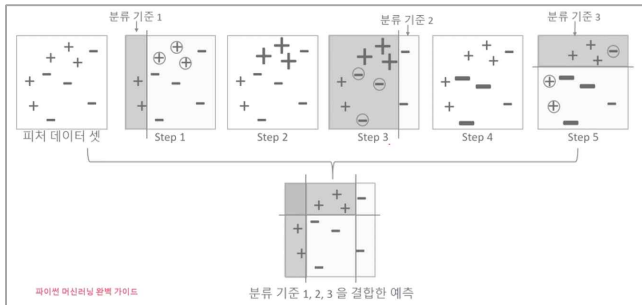 분류 기준 1
분류 기준 2
분류 기준 3
피처 데이터 셋
Step 1
Step 2
Step 3
Step 4
Step 5
분류 기준 1, 2, 3 을 결합한 예측
파이썬 머신러닝 완벽 가이드